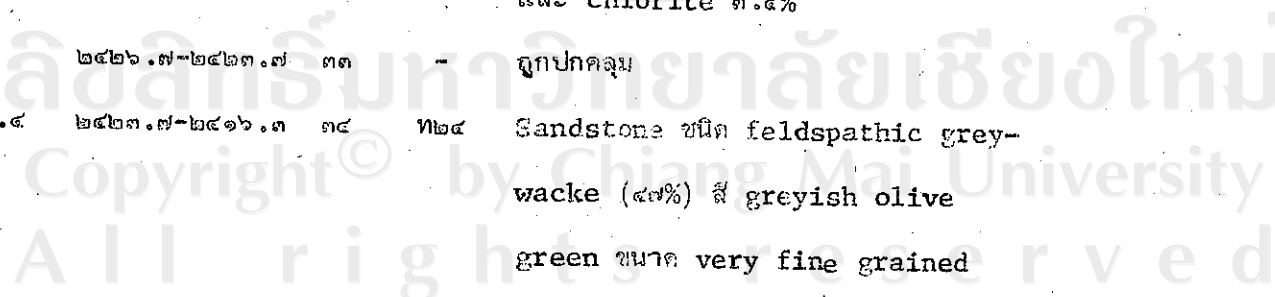 และ Chlorite ๓.๕%
๒๔๒๖.๗-๒๔๒๓.๗ ๓๓ - ถูกปกคลุม
.๔ ๒๔๒๓.๗-๒๔๑๖.๓ ๓๔ ท๒๔ Sandstone ชนิด feldspathic grey-
wacke (๔๗%) สี greyish olive
green ขนาด very fine grained
ลิขสิทธิ์มหาวิทยาลัยเชียงใหม่
Copyright© by Chiang Mai University
All rights reserved